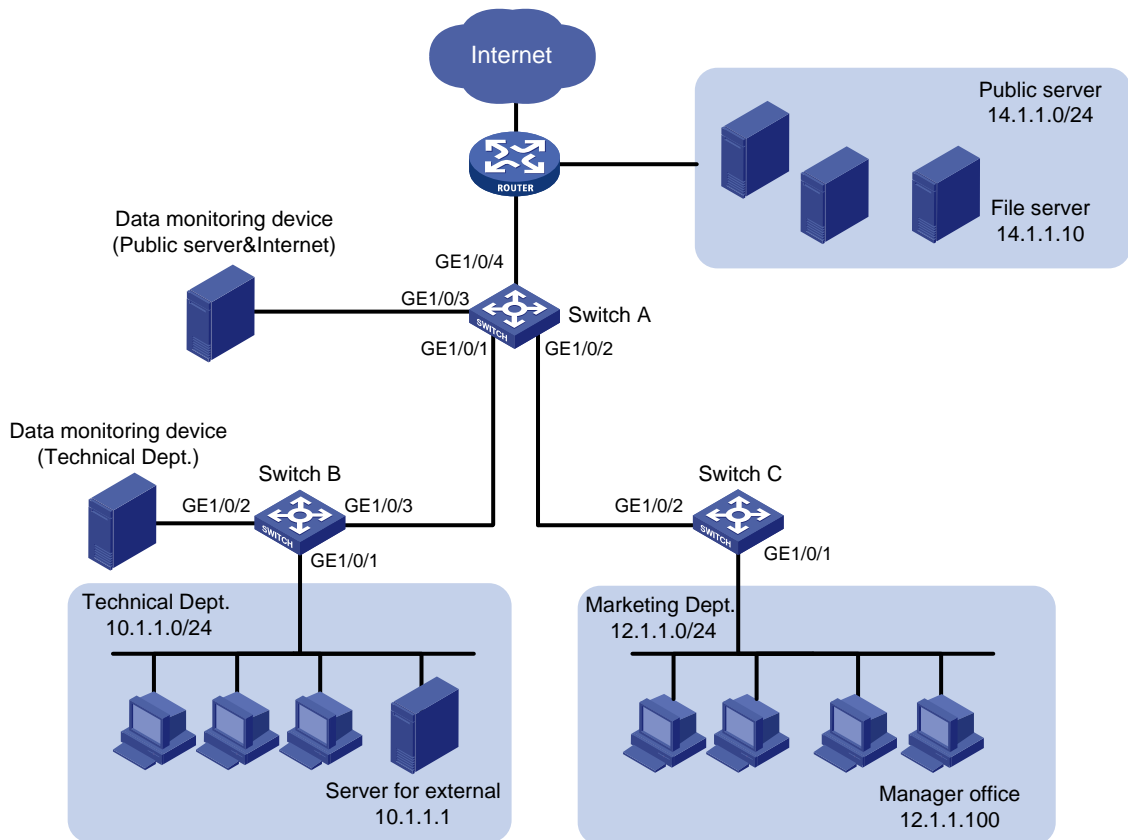 Internet
Public server
14.1.1.0/24
ROUTER
File server
14.1.1.10
Data monitoring device
(Public server&Internet)
GE1/0/4
GE1/0/3
SWITCH
Switch A
GE1/0/1
GE1/0/2
Data monitoring device
(Technical Dept.)
Switch B
Switch C
GE1/0/2
SWITCH
GE1/0/3
GE1/0/2
SWITCH
GE1/0/1
GE1/0/1
Technical Dept.
10.1.1.0/24
Marketing Dept.
12.1.1.0/24
Server for external
10.1.1.1
Manager office
12.1.1.100